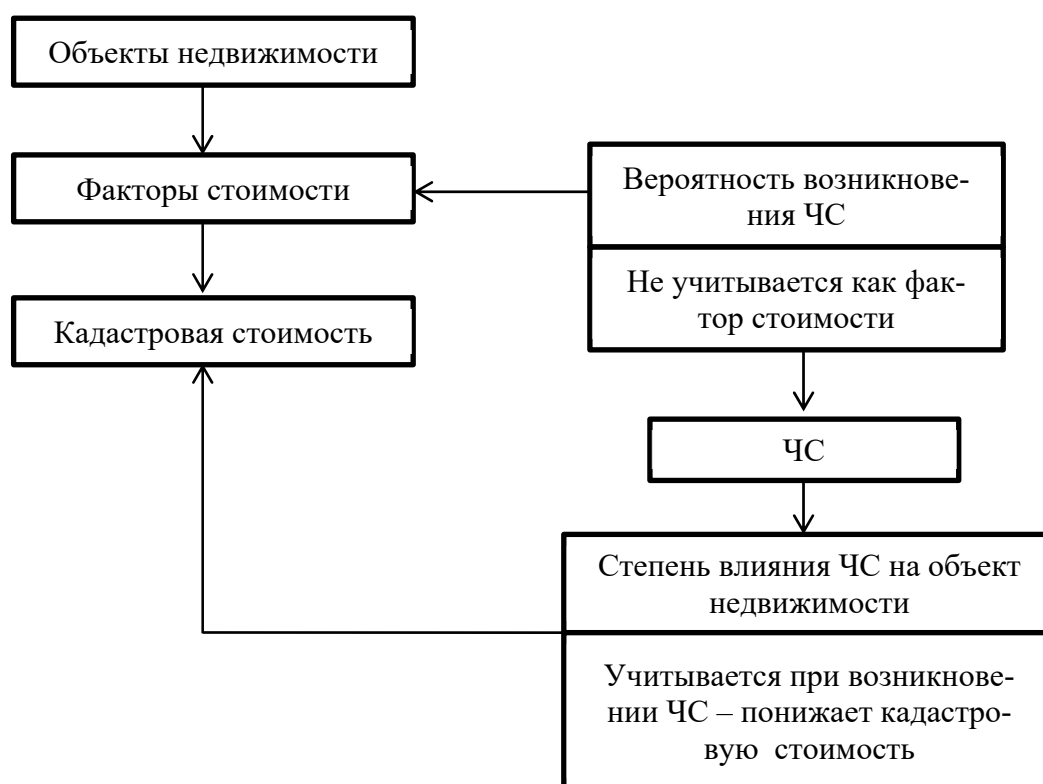 Объекты недвижимости
Факторы стоимости
Вероятность возникнове-
ния ЧС
Не учитывается как фак-
тор стоимости
Кадастровая стоимость
ЧС
Степень влияния ЧС на объект
недвижимости
Учитывается при возникнове-
нии ЧС – понижает кадастро-
вую стоимость